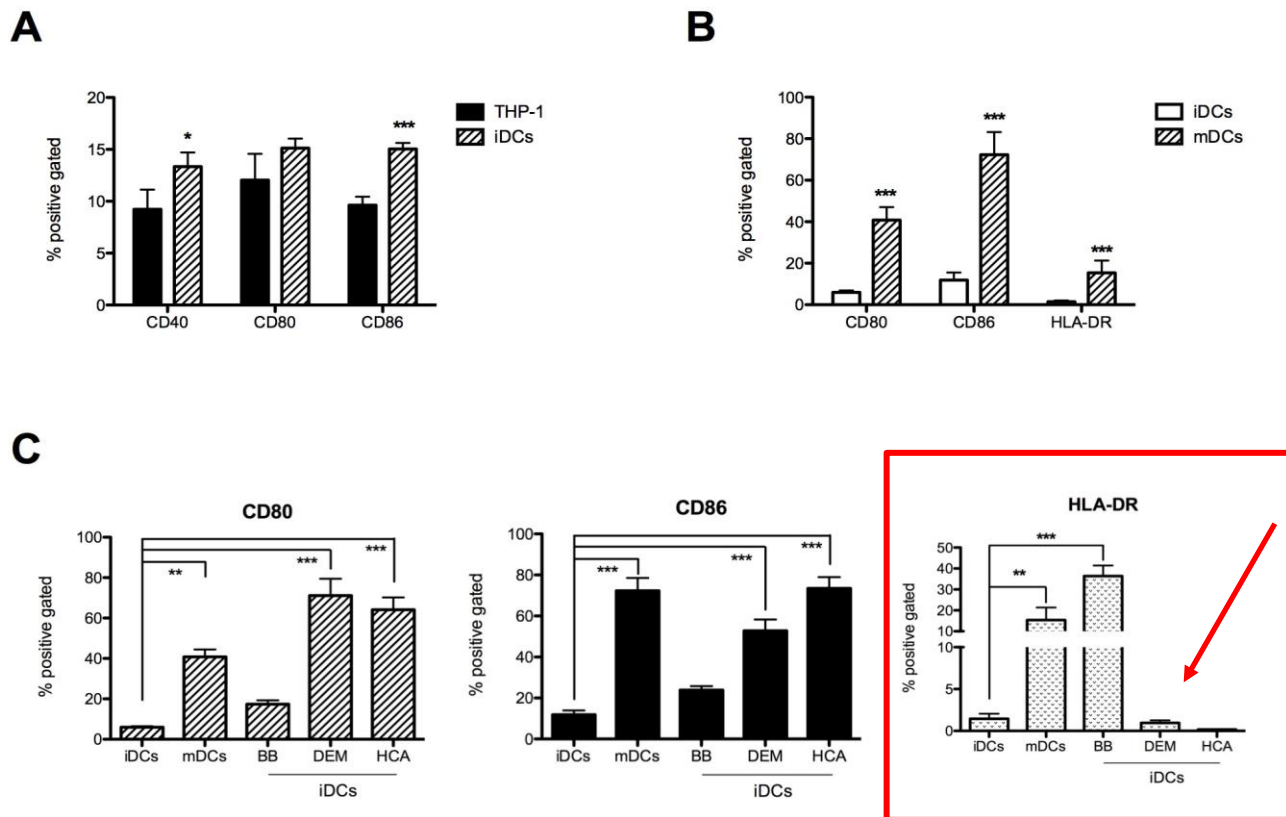 A
B
% positive gated
20
15
10
5
0
*
***
CD40
CD80
CD86
THP-1
iDCs
% positive gated
100
80
60
40
20
0
***
***
***
CD80
CD86
HLA-DR
iDCs
mDCs
C
CD80
% positive gated
100
80
60
40
20
0
**
***
***
iDCs
mDCs
BB
DEM
HCA
iDCs
CD86
% positive gated
100
80
60
40
20
0
***
***
***
iDCs
mDCs
BB
DEM
HCA
iDCs
HLA-DR
% positive gated
50
40
30
20
10
10
5
0
**
***
iDCs
mDCs
BB
DEM
HCA
iDCs